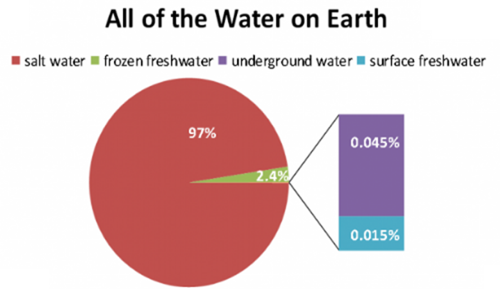 All of the Water on Earth
salt water frozen freshwater underground water surface freshwater
97%
2.4%
0.045%
0.015%